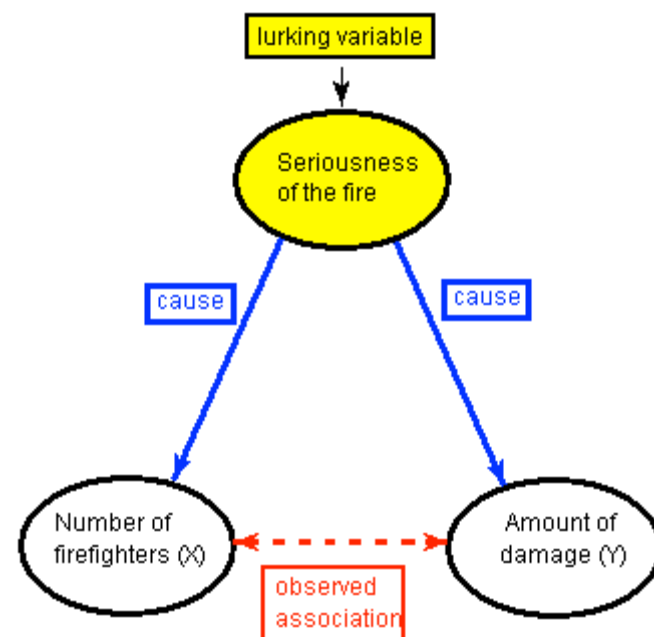 lurking variable
Seriousness
of the fire
cause
cause
Number of
firefighters (X)
Amount of
damage (Y)
observed
association